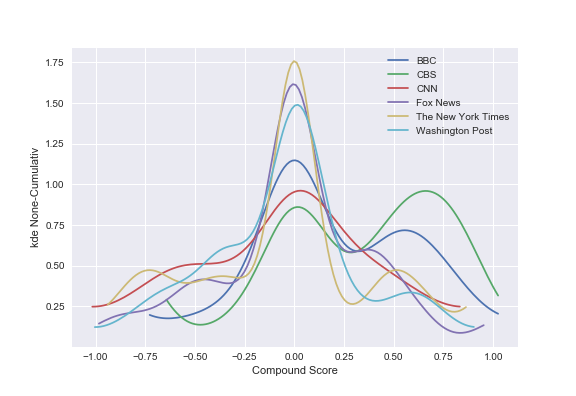 1.75
1.50
1.25
1.00
0.75
0.50
0.25
kde None-Cumulativ
BBC
CBS
CNN
Fox News
The New York Times
Washington Post
−1.00 −0.75 −0.50 −0.25 0.00 0.25 0.50 0.75 1.00
Compound Score